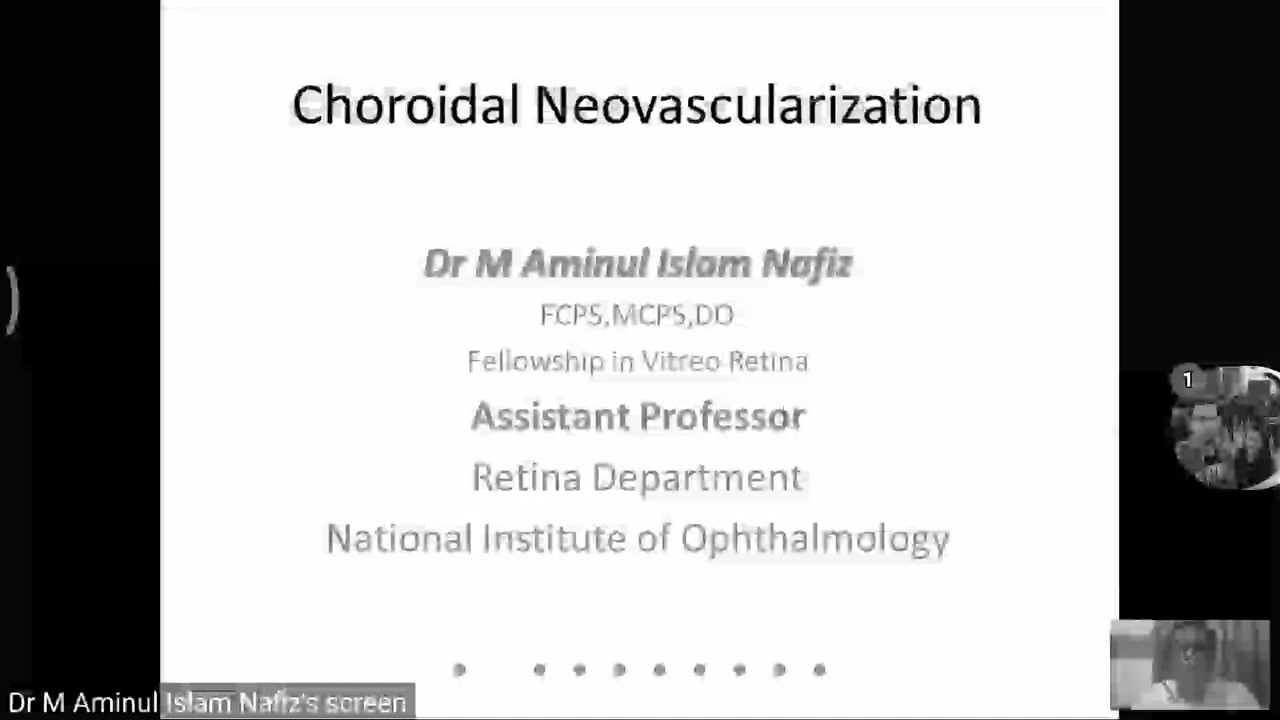 Choroidal Neovascularization
Dr M Aminul Islam Nafiz
FCPS,MCPS,DO
Fellowship in Vitreo Retina
Assistant Professor
Retina Department
National Institute of Ophthalmology
1
Dr M Aminul Islam Nafiz's screen